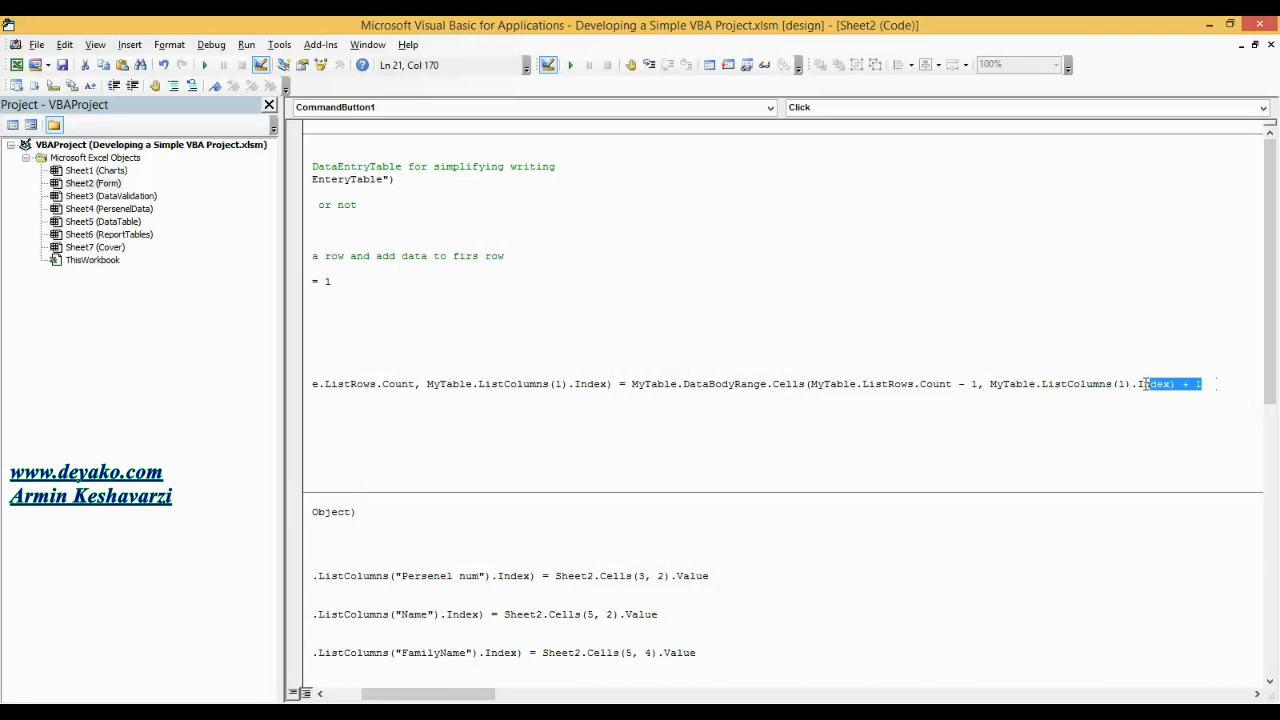 Microsoft Visual Basic for Applications - Developing a Simple VBA Project.xlsm [design] - [Sheet2 (Code)]
File Edit View Insert Format Debug Run Tools Add-Ins Window Help
Ln 21, Col 170
100%
Project - VBAProject
CommandButton1
Click
VBAProject (Developing a Simple VBA Project.xlsm)
Microsoft Excel Objects
Sheet1 (Charts)
Sheet2 (Form)
Sheet3 (DataValidation)
Sheet4 (PersenelData)
Sheet5 (DataTable)
Sheet6 (ReportTables)
Sheet7 (Cover)
ThisWorkbook
www.deyako.com
Armin Keshavarzi
DataEntryTable for simplifying writing
EnteryTable")
or not
a row and add data to firs row
= 1
e.ListRows.Count, MyTable.ListColumns(1).Index) = MyTable.DataBodyRange.Cells(MyTable.ListRows.Count - 1, MyTable.ListColumns(1).Index) + 1
Object)
.ListColumns("Persenel num").Index) = Sheet2.Cells(3, 2).Value
.ListColumns("Name").Index) = Sheet2.Cells(5, 2).Value
.ListColumns("FamilyName").Index) = Sheet2.Cells(5, 4).Value